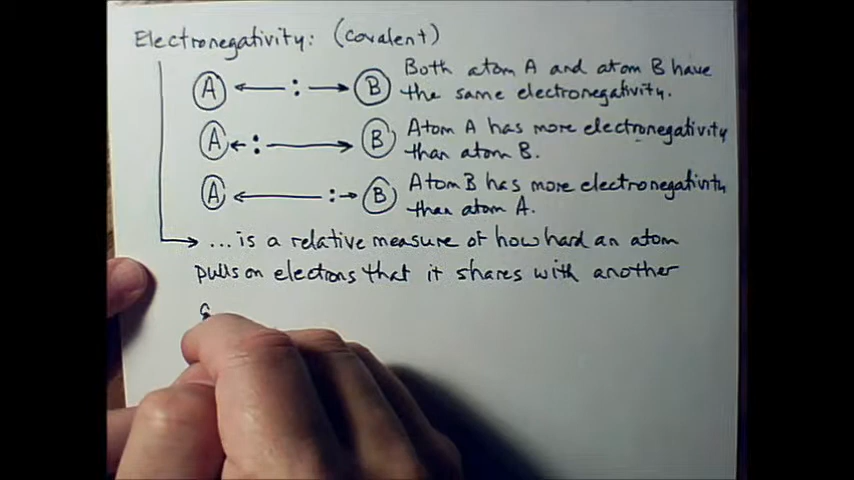 Electronegativity: (covalent)
A ← : → B Both atom A and atom B have
the same electronegativity.
A ← : → B Atom A has more electronegativity
than atom B.
A ← : → B Atom B has more electronegativity
than atom A.
... is a relative measure of how hard an atom
pulls on electrons that it shares with another